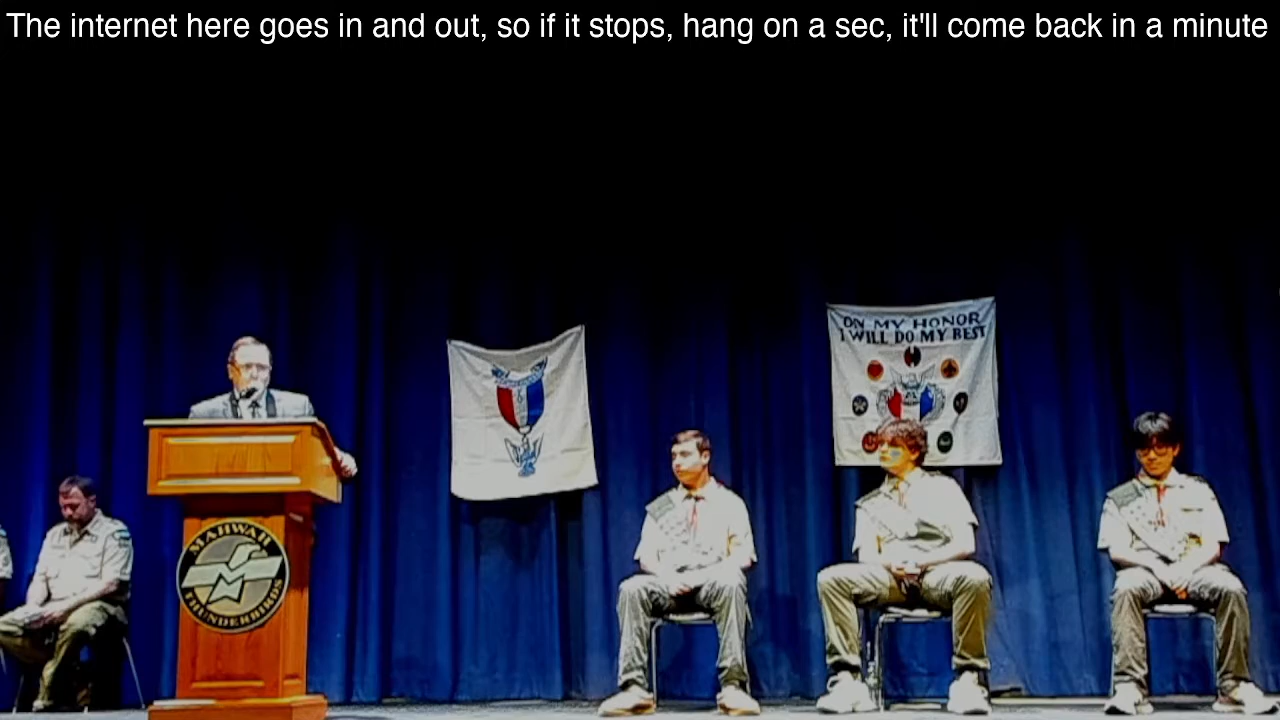 The internet here goes in and out, so if it stops, hang on a sec, it'll come back in a minute
ON MY HONOR
I WILL DO MY BEST
MAHWAH
THUNDERBIRDS